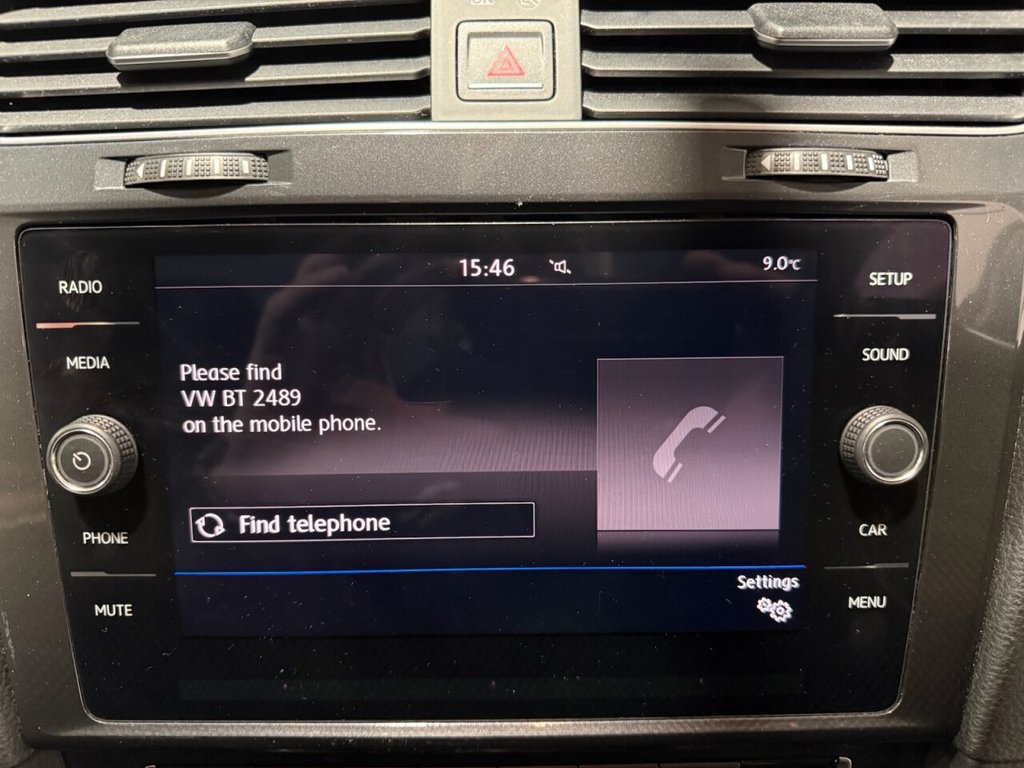 15:46
9.0℃
RADIO
MEDIA
PHONE
MUTE
Please find
VW BT 2489
on the mobile phone.
Find telephone
Settings
SETUP
SOUND
CAR
MENU